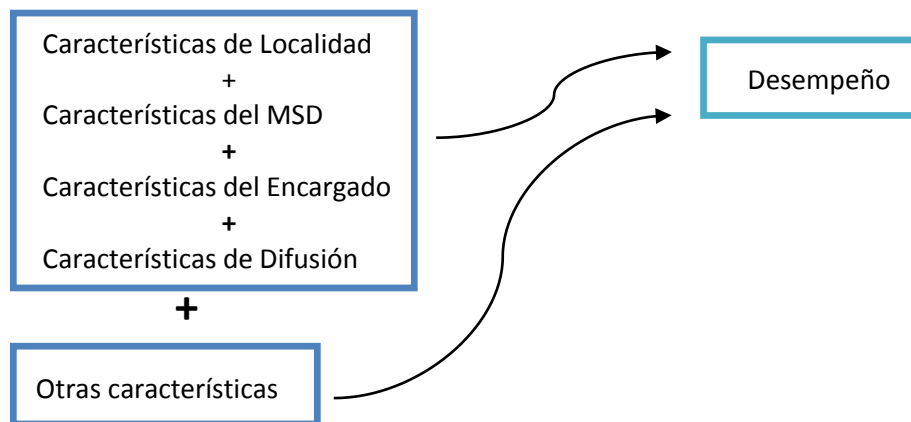 Características de Localidad
+
Características del MSD
+
Características del Encargado
+
Características de Difusión
+
Otras características
Desempeño